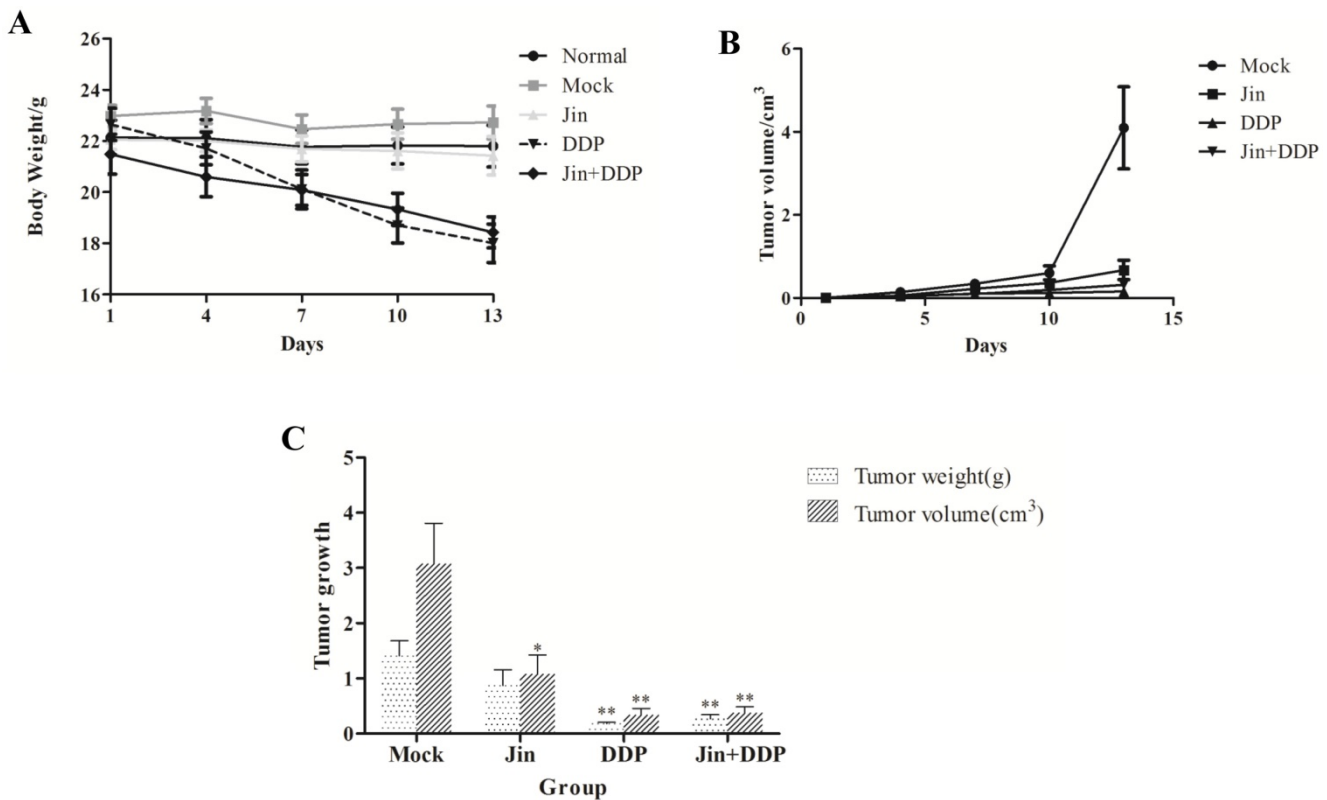 A
Body Weight/g
26
24
22
20
18
16
1 4 7 10 13
Days
Normal
Mock
Jin
DDP
Jin+DDP
B
Tumor volume/cm³
6
4
2
0
0 5 10 15
Days
Mock
Jin
DDP
Jin+DDP
C
Tumor growth
5
4
3
2
1
0
* 
** ** ** **
Mock Jin DDP Jin+DDP
Group
Tumor weight(g)
Tumor volume(cm³)